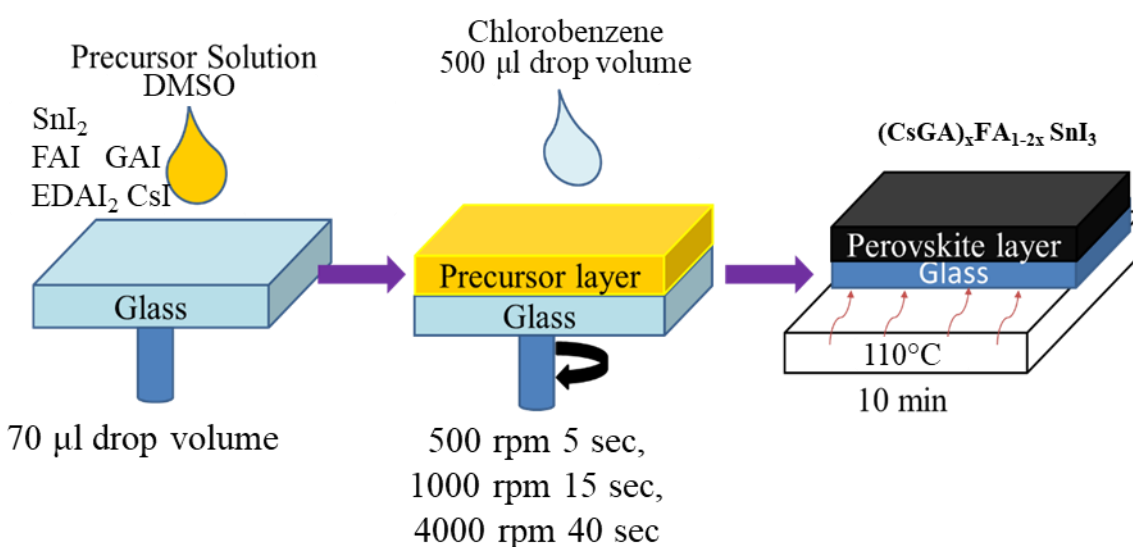 Precursor Solution
DMSO
SnI₂
FAI GAI
EDAI₂ CsI
Glass
70 µl drop volume
Chlorobenzene
500 µl drop volume
Precursor layer
Glass
500 rpm 5 sec,
1000 rpm 15 sec,
4000 rpm 40 sec
(CsGA)ₓFA₁₋₂ₓ SnI₃
Perovskite layer
Glass
110°C
10 min